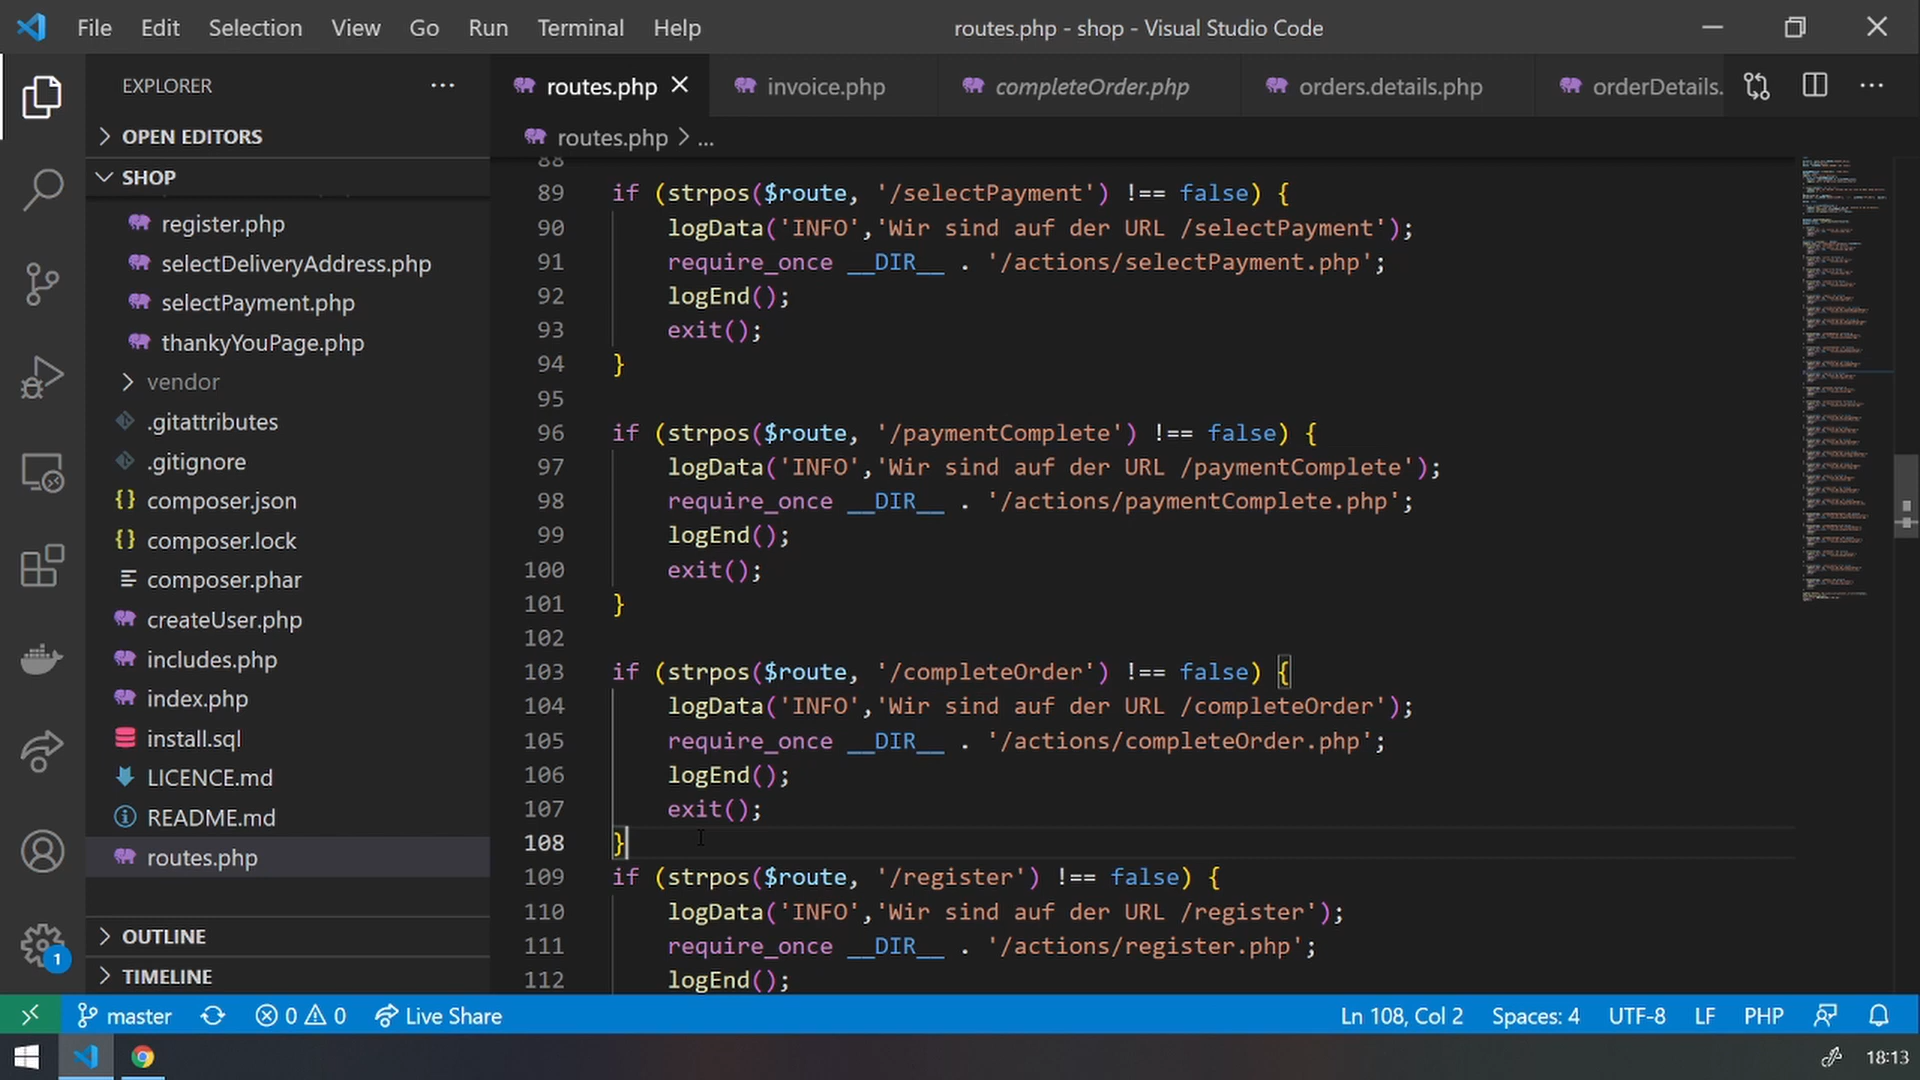 File Edit Selection View Go Run Terminal Help
routes.php - shop - Visual Studio Code
EXPLORER
OPEN EDITORS
SHOP
register.php
selectDeliveryAddress.php
selectPayment.php
thankyYouPage.php
vendor
.gitattributes
.gitignore
composer.json
composer.lock
composer.phar
createUser.php
includes.php
index.php
install.sql
LICENCE.md
README.md
routes.php
OUTLINE
TIMELINE
routes.php invoice.php completeOrder.php orders.details.php orderDetails.
routes.php > ...
88
89 if (strpos($route, '/selectPayment') !== false) {
90 logData('INFO','Wir sind auf der URL /selectPayment');
91 require_once __DIR__ . '/actions/selectPayment.php';
92 logEnd();
93 exit();
94 }
95
96 if (strpos($route, '/paymentComplete') !== false) {
97 logData('INFO','Wir sind auf der URL /paymentComplete');
98 require_once __DIR__ . '/actions/paymentComplete.php';
99 logEnd();
100 exit();
101 }
102
103 if (strpos($route, '/completeOrder') !== false) {
104 logData('INFO','Wir sind auf der URL /completeOrder');
105 require_once __DIR__ . '/actions/completeOrder.php';
106 logEnd();
107 exit();
108 }
109 if (strpos($route, '/register') !== false) {
110 logData('INFO','Wir sind auf der URL /register');
111 require_once __DIR__ . '/actions/register.php';
112 logEnd();
1
master 0 0 Live Share
Ln 108, Col 2 Spaces: 4 UTF-8 LF PHP
18:13